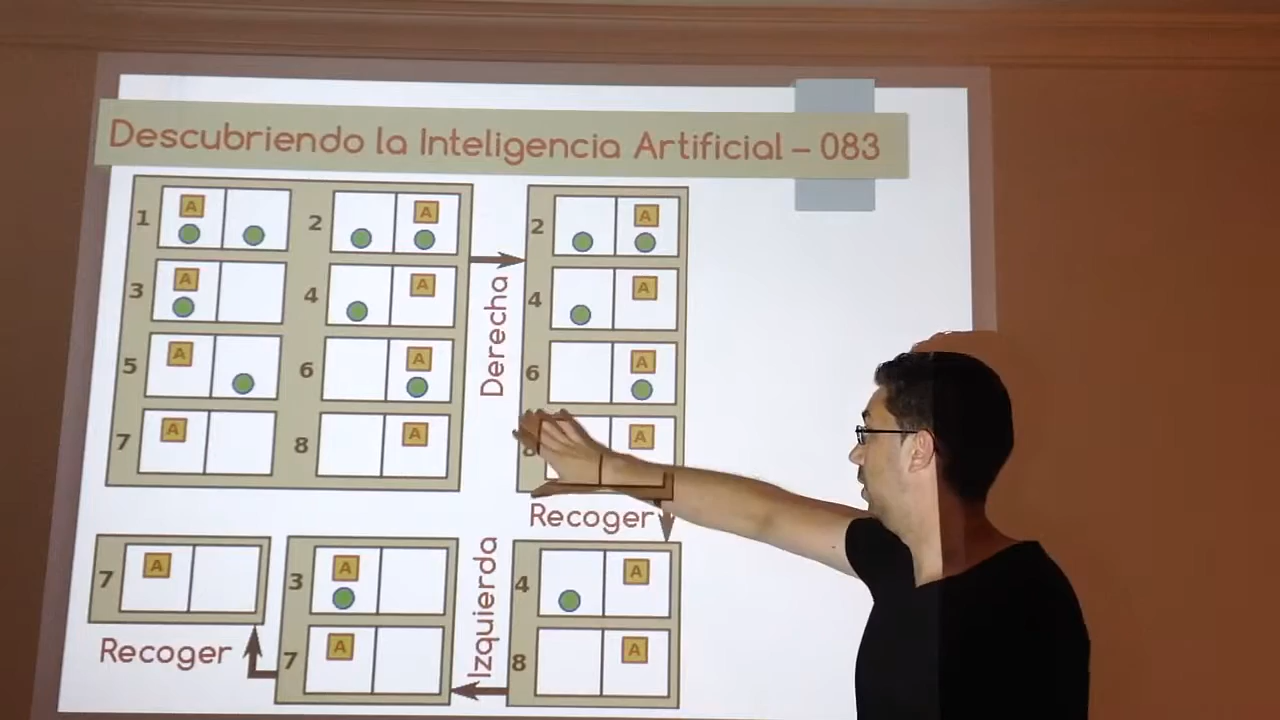 Descubriendo la Inteligencia Artificial – 083
1 A 2 A
3 A 4 A
5 A 6 A
7 A 8 A
Derecha
2 A
4 A
6 A
8 A
Recoger
4 A
8 A
Izquierda
3 A
7 A
Recoger
7 A